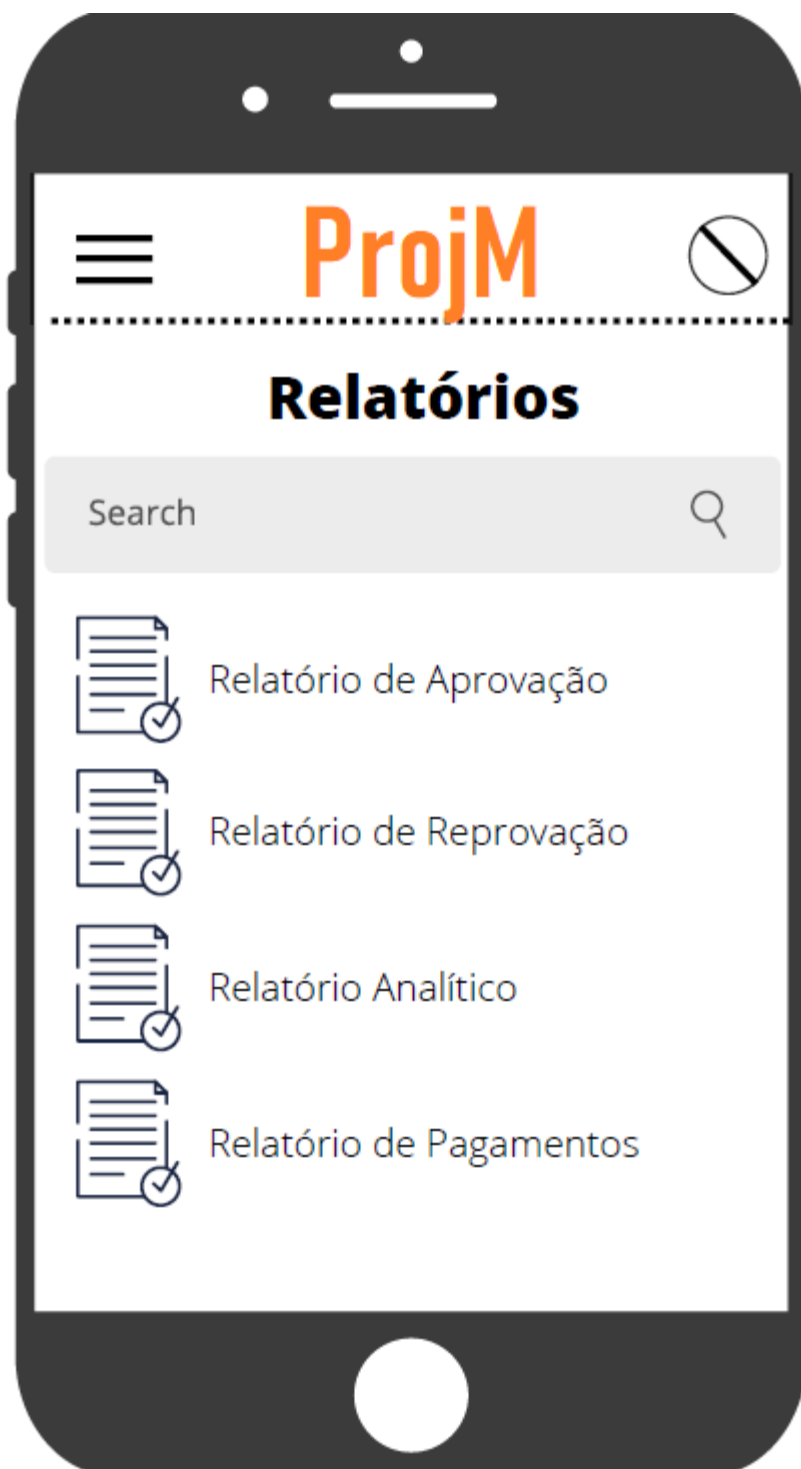 ProjM
Relatórios
Search
Relatório de Aprovação
Relatório de Reprovação
Relatório Analítico
Relatório de Pagamentos